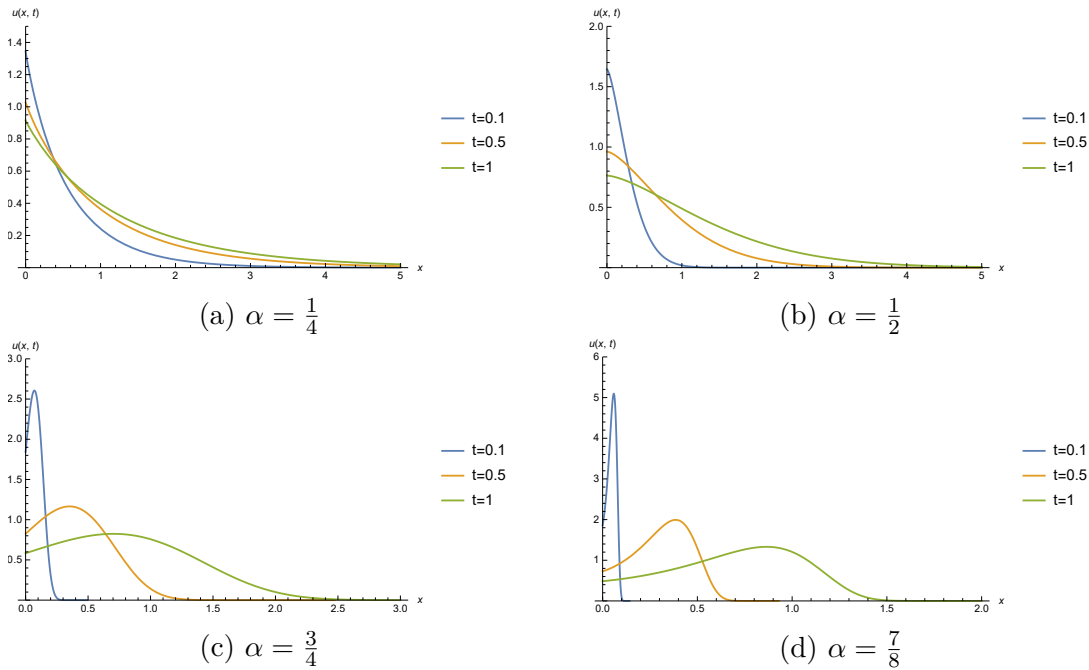 u(x, t)
1.4
1.2
1.0
0.8
0.6
0.4
0.2
0 1 2 3 4 5 x
t=0.1
t=0.5
t=1
(a) α = 1/4
u(x, t)
2.0
1.5
1.0
0.5
0 1 2 3 4 5 x
t=0.1
t=0.5
t=1
(b) α = 1/2
u(x, t)
3.0
2.5
2.0
1.5
1.0
0.5
0.0 0.5 1.0 1.5 2.0 2.5 3.0 x
t=0.1
t=0.5
t=1
(c) α = 3/4
u(x, t)
6
5
4
3
2
1
0.0 0.5 1.0 1.5 2.0 x
t=0.1
t=0.5
t=1
(d) α = 7/8